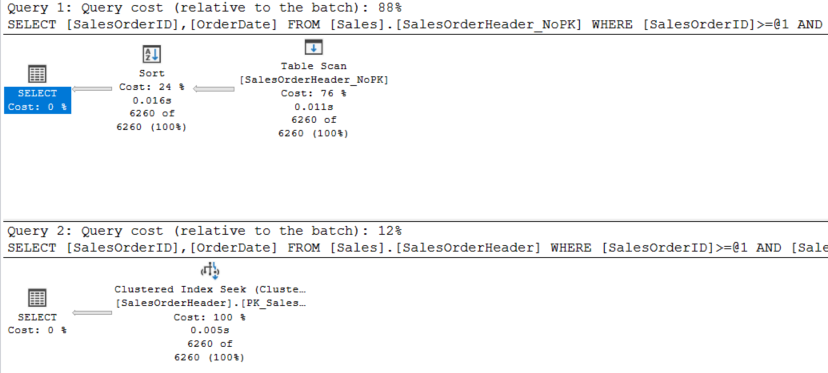 Query 1: Query cost (relative to the batch): 88%
SELECT [SalesOrderID],[OrderDate] FROM [Sales].[SalesOrderHeader_NoPK] WHERE [SalesOrderID]>=@1 AND
SELECT
Cost: 0 %
Sort
Cost: 24 %
0.016s
6260 of
6260 (100%)
Table Scan
[SalesOrderHeader_NoPK]
Cost: 76 %
0.011s
6260 of
6260 (100%)
Query 2: Query cost (relative to the batch): 12%
SELECT [SalesOrderID],[OrderDate] FROM [Sales].[SalesOrderHeader] WHERE [SalesOrderID]>=@1 AND [Sale
SELECT
Cost: 0 %
Clustered Index Seek (Cluste…
[SalesOrderHeader].[PK_Sales…
Cost: 100 %
0.005s
6260 of
6260 (100%)